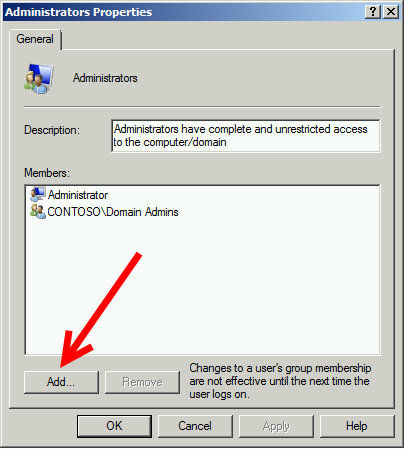 Administrators Properties
General
Administrators
Description:
Administrators have complete and unrestricted access
to the computer/domain
Members:
Administrator
CONTOSO\Domain Admins
Add...
Remove
Changes to a user's group membership
are not effective until the next time the
user logs on.
OK
Cancel
Apply
Help